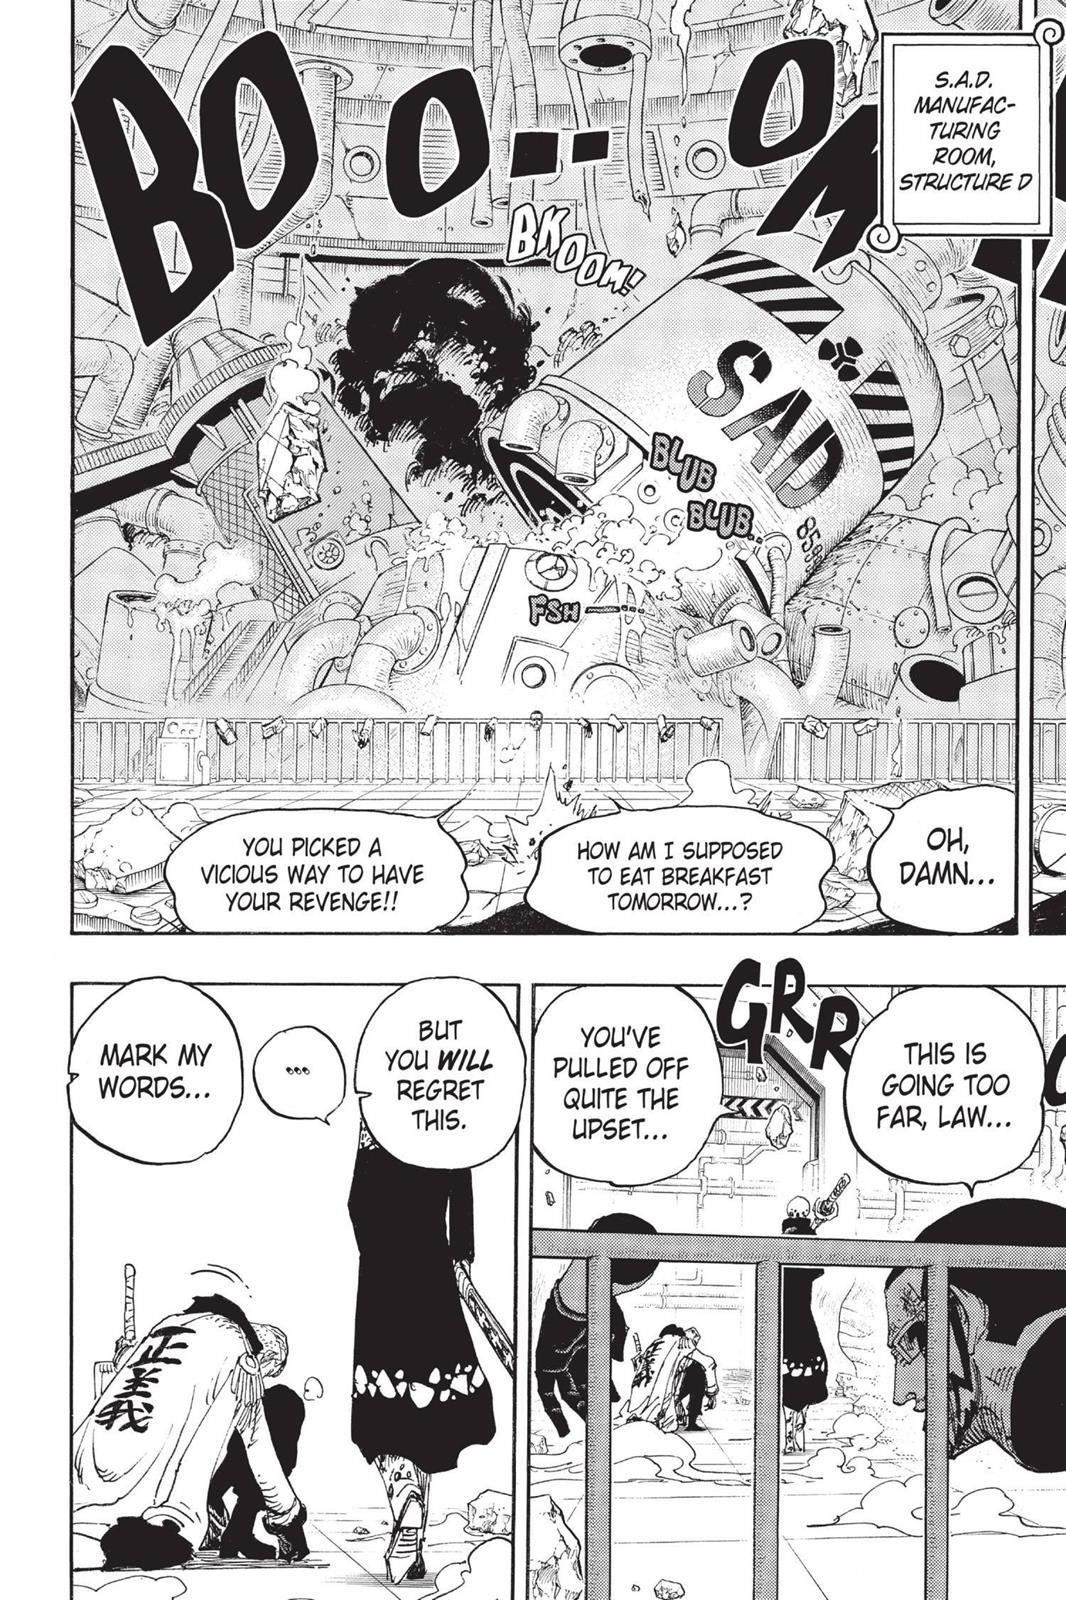 S.A.D.
MANUFAC-
TURING
ROOM,
STRUCTURE D
BOO--OM
BKOOM!
SAD
BLUB
BLUB..
FSH
OH,
DAMN...
HOW AM I SUPPOSED
TO EAT BREAKFAST
TOMORROW...?
YOU PICKED A
VICIOUS WAY TO HAVE
YOUR REVENGE!!
GRR
THIS IS
GOING TOO
FAR, LAW...
YOU'VE
PULLED OFF
QUITE THE
UPSET...
BUT
YOU WILL
REGRET
THIS.
...
MARK MY
WORDS...
正義